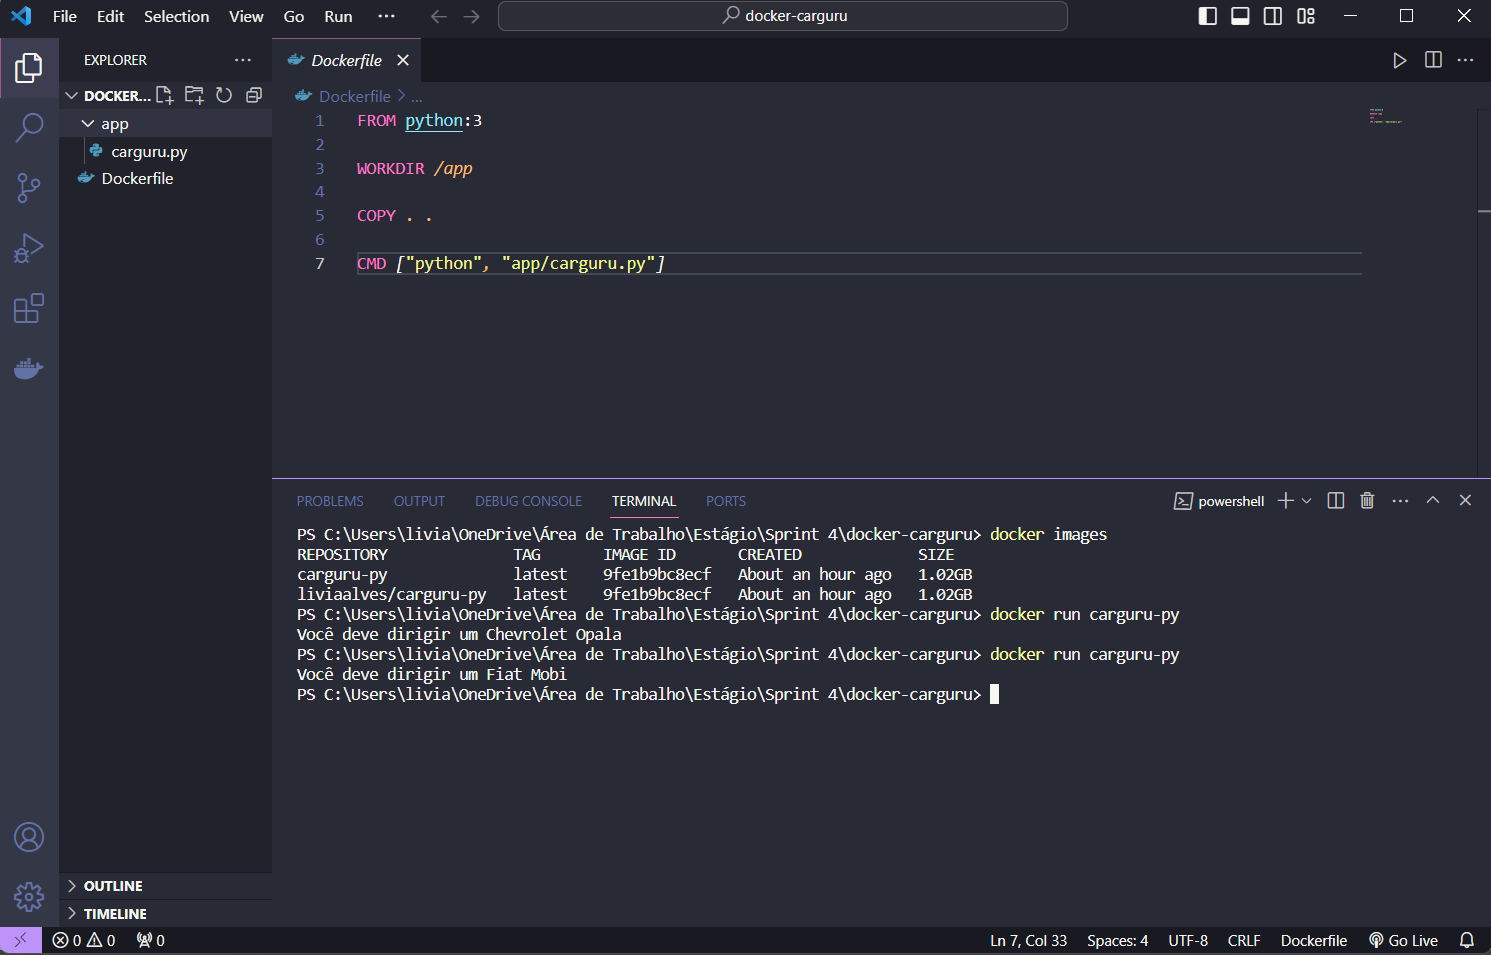 File Edit Selection View Go Run ··· docker-carguru
EXPLORER ···
DOCKER...
app
carguru.py
Dockerfile
OUTLINE
TIMELINE
Dockerfile
Dockerfile > ...
1 FROM python:3
2
3 WORKDIR /app
4
5 COPY . .
6
7 CMD ["python", "app/carguru.py"]
PROBLEMS OUTPUT DEBUG CONSOLE TERMINAL PORTS powershell
PS C:\Users\livia\OneDrive\Área de Trabalho\Estágio\Sprint 4\docker-carguru> docker images
REPOSITORY TAG IMAGE ID CREATED SIZE
carguru-py latest 9fe1b9bc8ecf About an hour ago 1.02GB
liviaalves/carguru-py latest 9fe1b9bc8ecf About an hour ago 1.02GB
PS C:\Users\livia\OneDrive\Área de Trabalho\Estágio\Sprint 4\docker-carguru> docker run carguru-py
Você deve dirigir um Chevrolet Opala
PS C:\Users\livia\OneDrive\Área de Trabalho\Estágio\Sprint 4\docker-carguru> docker run carguru-py
Você deve dirigir um Fiat Mobi
PS C:\Users\livia\OneDrive\Área de Trabalho\Estágio\Sprint 4\docker-carguru>
0 0 0 Ln 7, Col 33 Spaces: 4 UTF-8 CRLF Dockerfile Go Live